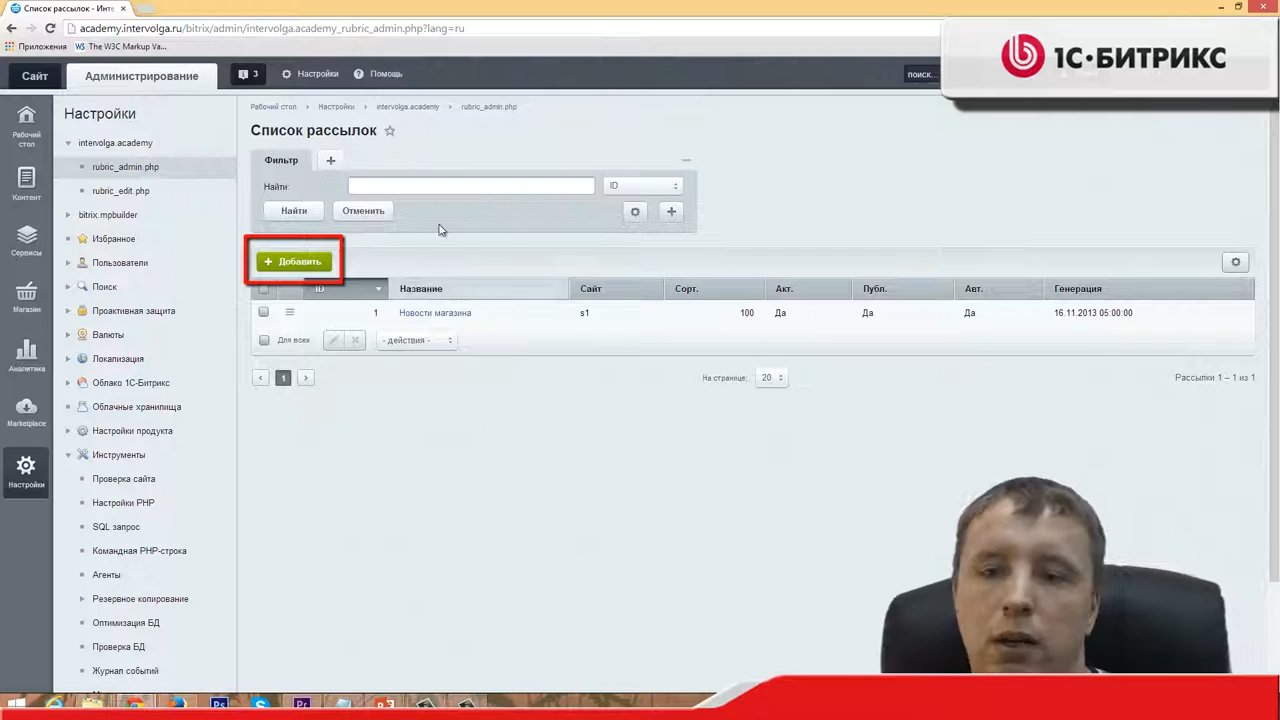 Список рассылок - Инте
academy.intervolga.ru/bitrix/admin/intervolga.academy_rubric_admin.php?lang=ru
Приложения The W3C Markup Va...
1С·БИТРИКС
Сайт Администрирование 3 Настройки Помощь поиск...
Рабочий стол
Контент
Сервисы
Магазин
Аналитика
Marketplace
Настройки
Настройки
intervolga.academy
rubric_admin.php
rubric_edit.php
bitrix.mpbuilder
Избранное
Пользователи
Поиск
Проактивная защита
Валюты
Локализация
Облако 1С-Битрикс
Облачные хранилища
Настройки продукта
Инструменты
Проверка сайта
Настройки PHP
SQL запрос
Командная PHP-строка
Агенты
Резервное копирование
Оптимизация БД
Проверка БД
Журнал событий
Рабочий стол Настройки intervolga.academy rubric_admin.php
Список рассылок
Фильтр +
Найти: ID
Найти Отменить
+ Добавить
ID Название Сайт Сорт. Акт. Публ. Авт. Генерация
1 Новости магазина s1 100 Да Да Да 16.11.2013 05:00:00
Для всех - действия -
1 На странице: 20 Рассылки 1 – 1 из 1